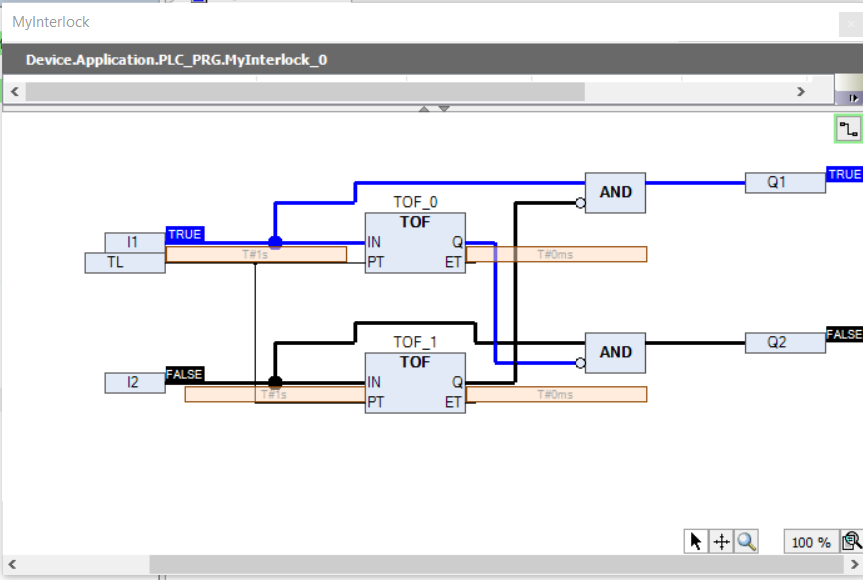 MyInterlock
Device.Application.PLC_PRG.MyInterlock_0
AND
Q1
TRUE
TOF_0
TOF
I1
TRUE
IN
Q
TL
T#1s
PT
ET
T#0ms
AND
Q2
FALSE
TOF_1
TOF
I2
FALSE
IN
Q
T#1s
PT
ET
T#0ms
100 %